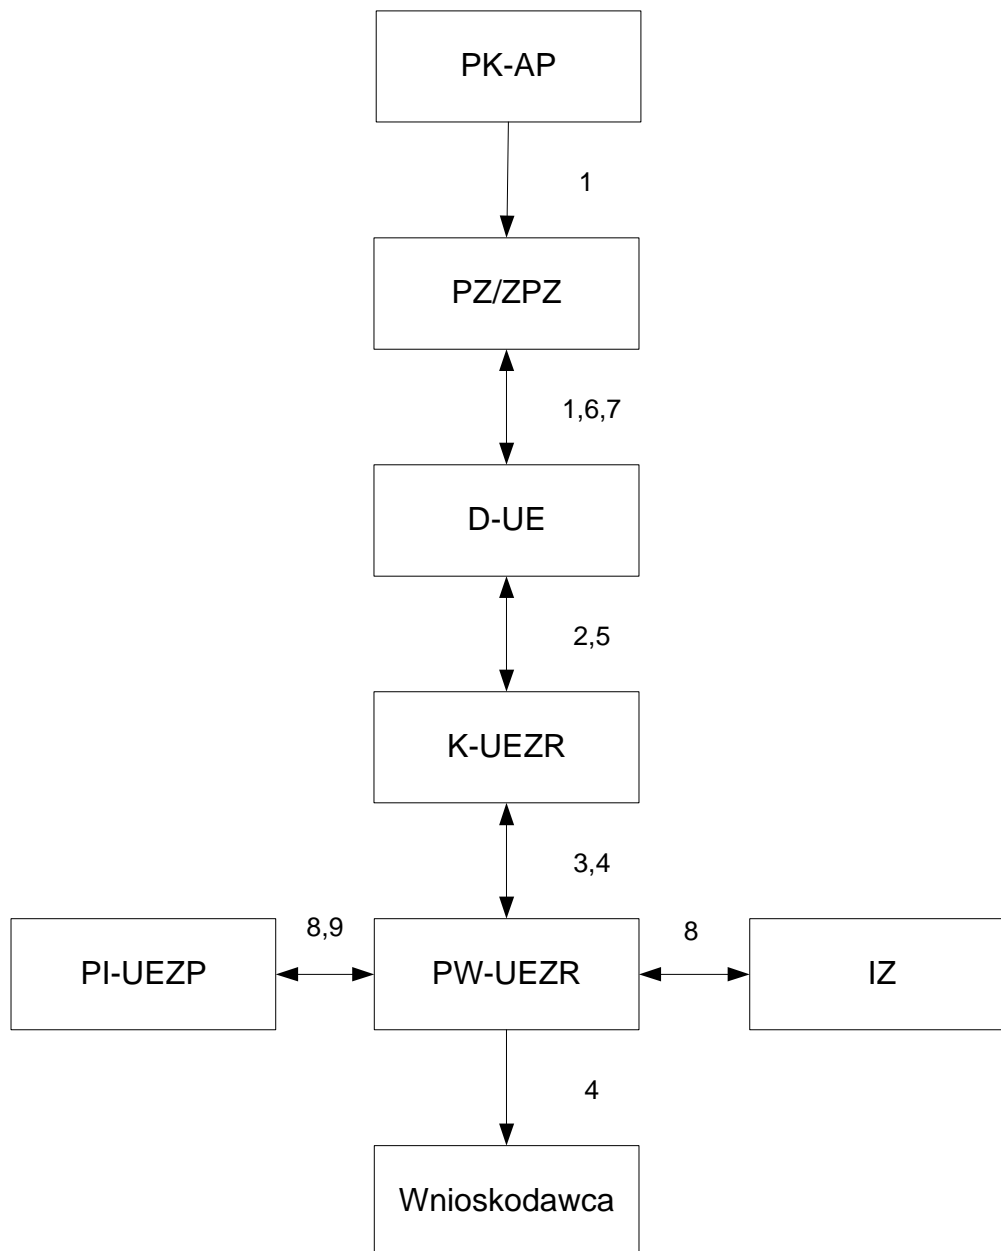 PK-AP
1
PZ/ZPZ
1,6,7
D-UE
2,5
K-UEZR
3,4
8,9
8
PI-UEZP
PW-UEZR
IZ
4
Wnioskodawca